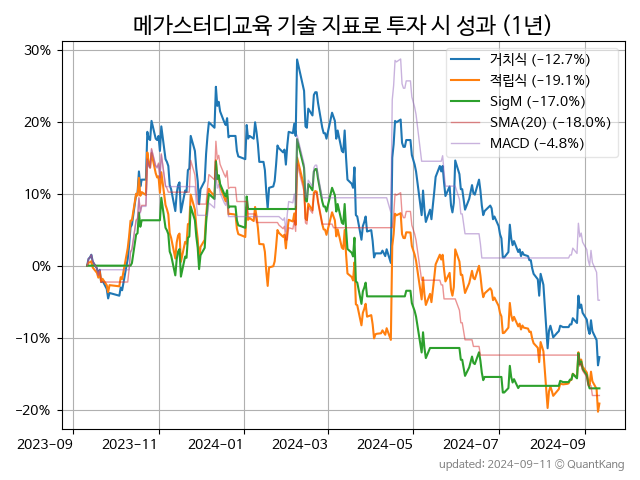 메가스터디교육 기술 지표로 투자 시 성과 (1년)
30%
20%
10%
0%
−10%
−20%
거치식 (−12.7%)
적립식 (−19.1%)
SigM (−17.0%)
SMA(20) (−18.0%)
MACD (−4.8%)
2023-09
2023-11
2024-01
2024-03
2024-05
2024-07
2024-09
updated: 2024-09-11 © QuantKang